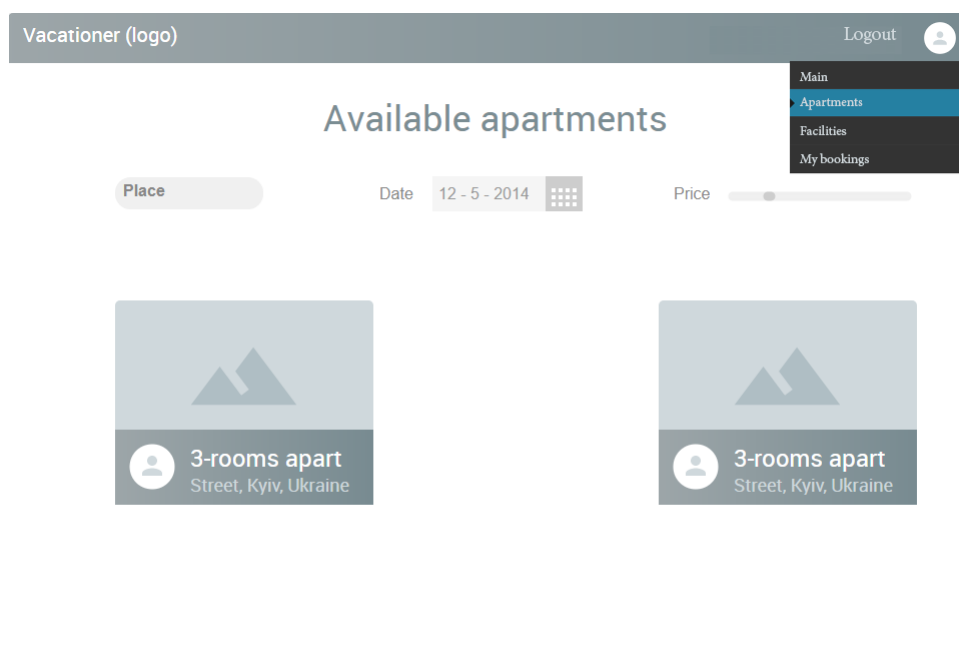 Vacationer (logo)
Logout
Main
Apartments
Facilities
My bookings
Available apartments
Place
Date
12 - 5 - 2014
Price
3-rooms apart
Street, Kyiv, Ukraine
3-rooms apart
Street, Kyiv, Ukraine